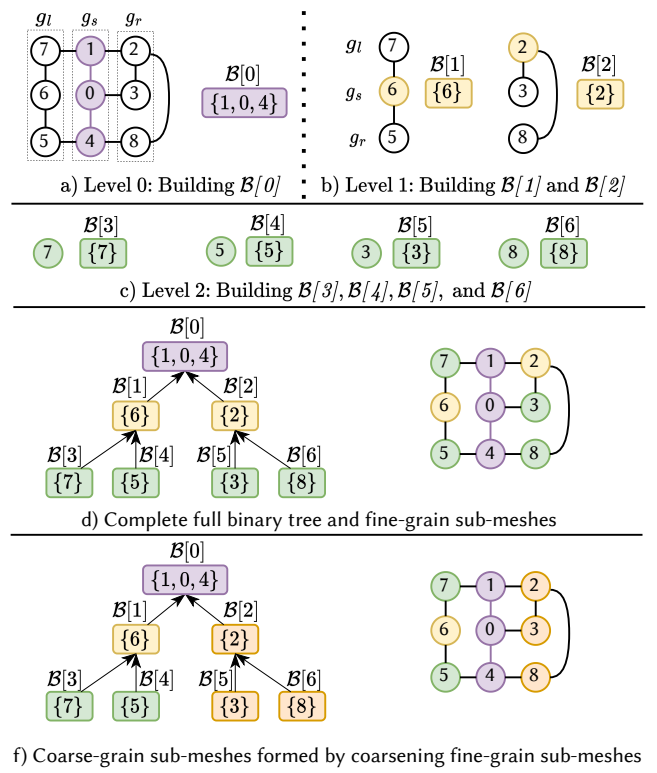 g_l g_s g_r
7 1 2
6 0 3
5 4 8
B[0]
{1, 0, 4}
a) Level 0: Building B[0]
g_l 7
g_s 6
g_r 5
B[1]
{6}
2
3
8
B[2]
{2}
b) Level 1: Building B[1] and B[2]
B[3] B[4] B[5] B[6]
7 {7} 5 {5} 3 {3} 8 {8}
c) Level 2: Building B[3], B[4], B[5], and B[6]
B[0]
{1, 0, 4}
B[1] B[2]
{6} {2}
B[3] B[4] B[5] B[6]
{7} {5} {3} {8}
7 1 2
6 0 3
5 4 8
d) Complete full binary tree and fine-grain sub-meshes
B[0]
{1, 0, 4}
B[1] B[2]
{6} {2}
B[3] B[4] B[5] B[6]
{7} {5} {3} {8}
7 1 2
6 0 3
5 4 8
f) Coarse-grain sub-meshes formed by coarsening fine-grain sub-meshes